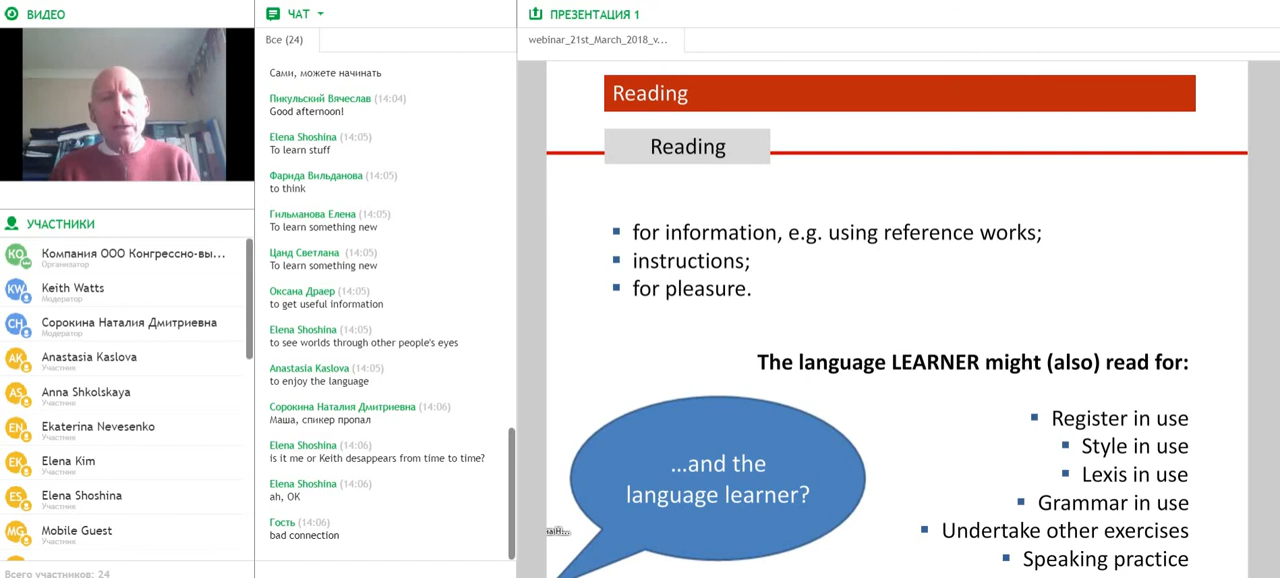 ВИДЕО
УЧАСТНИКИ
КО
Компания ООО Конгрессно-вы...
Организатор
KW
Keith Watts
Модератор
СН
Сорокина Наталия Дмитриевна
Модератор
AK
Anastasia Kaslova
Участник
AS
Anna Shkolskaya
Участник
EN
Ekaterina Nevesenko
Участник
EK
Elena Kim
Участник
ES
Elena Shoshina
Участник
MG
Mobile Guest
Участник
Всего участников: 24
ЧАТ
Все (24)
Сами, можете начинать
Пикульский Вячеслав (14:04)
Good afternoon!
Elena Shoshina (14:05)
To learn stuff
Фарида Вильданова (14:05)
to think
Гильманова Елена (14:05)
To learn something new
Цанд Светлана (14:05)
To learn something new
Оксана Драер (14:05)
to get useful information
Elena Shoshina (14:05)
to see worlds through other people's eyes
Anastasia Kaslova (14:05)
to enjoy the language
Сорокина Наталия Дмитриевна (14:06)
Маша, спикер пропал
Elena Shoshina (14:06)
is it me or Keith desappears from time to time?
Elena Shoshina (14:06)
ah, OK
Гость (14:06)
bad connection
ПРЕЗЕНТАЦИЯ 1
webinar_21st_March_2018_v...
Reading
Reading
for information, e.g. using reference works;
instructions;
for pleasure.
The language LEARNER might (also) read for:
Register in use
Style in use
Lexis in use
Grammar in use
Undertake other exercises
Speaking practice
...and the
language learner?